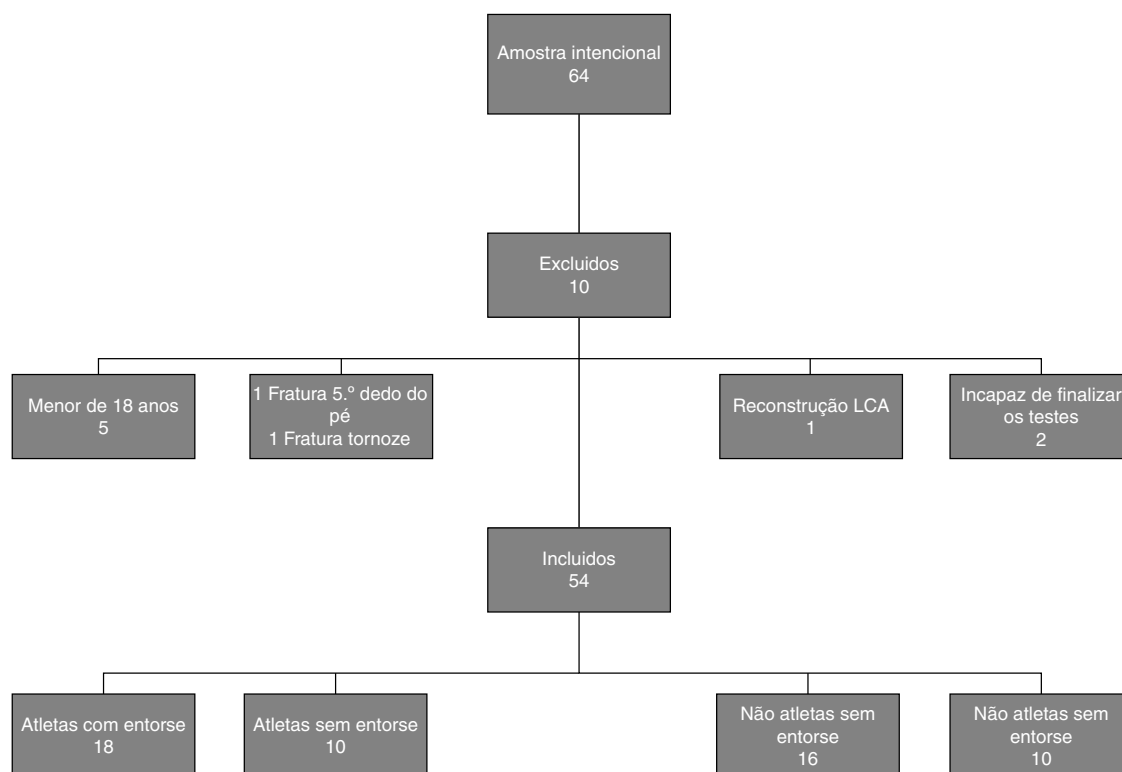 Amostra intencional
64
Excluidos
10
Menor de 18 anos
5
1 Fratura 5.º dedo do
pé
1 Fratura tornoze
Reconstrução LCA
1
Incapaz de finalizar
os testes
2
Incluidos
54
Atletas com entorse
18
Atletas sem entorse
10
Não atletas sem
entorse
16
Não atletas sem
entorse
10